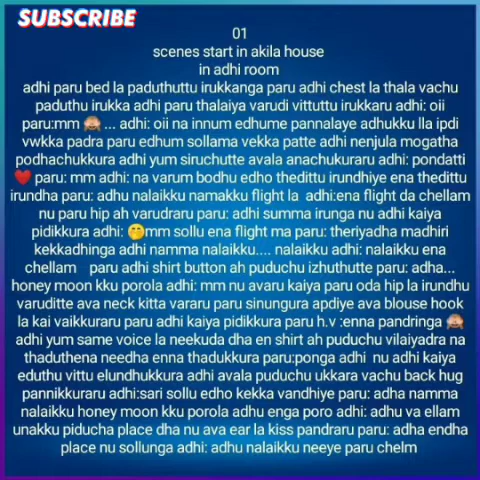 SUBSCRIBE
01
scenes start in akila house
in adhi room
adhi paru bed la paduthuttu irukkanga paru adhi chest la thala vachu
paduthu irukka adhi paru thalaiya varudi vittuttu irukkaru adhi: oii
paru:mm 🙈... adhi: oii na innum edhume pannalaye adhukku lla ipdi
vwkka padra paru edhum sollama vekka patte adhi nenjula mogatha
podhachukkura adhi yum siruchutte avala anachukuraru adhi: pondatti
❤️ paru: mm adhi: na varum bodhu edho thedittu irundhiye ena thedittu
irundha paru: adhu nalaikku namakku flight la  adhi:ena flight da chellam
nu paru hip ah varudraru paru: adhi summa irunga nu adhi kaiya
pidikkura adhi: 🤭mm sollu ena flight ma paru: theriyadha madhiri
kekkadhinga adhi namma nalaikku.... nalaikku adhi: nalaikku ena
chellam   paru adhi shirt button ah puduchu izhuthutte paru: adha...
honey moon kku porola adhi: mm nu avaru kaiya paru oda hip la irundhu
varuditte ava neck kitta vararu paru sinungura apdiye ava blouse hook
la kai vaikkuraru paru adhi kaiya pidikkura paru h.v :enna pandringa 🙈
adhi yum same voice la neekuda dha en shirt ah puduchu vilaiyadra na
thaduthena needha enna thadukkura paru:ponga adhi  nu adhi kaiya
eduthu vittu elundhukkura adhi avala puduchu ukkara vachu back hug
pannikkuraru adhi:sari sollu edho kekka vandhiye paru: adha namma
nalaikku honey moon kku porola adhu enga poro adhi: adhu va ellam
unakku piducha place dha nu ava ear la kiss pandraru paru: adha endha
place nu sollunga adhi: adhu nalaikku neeye paru chelm